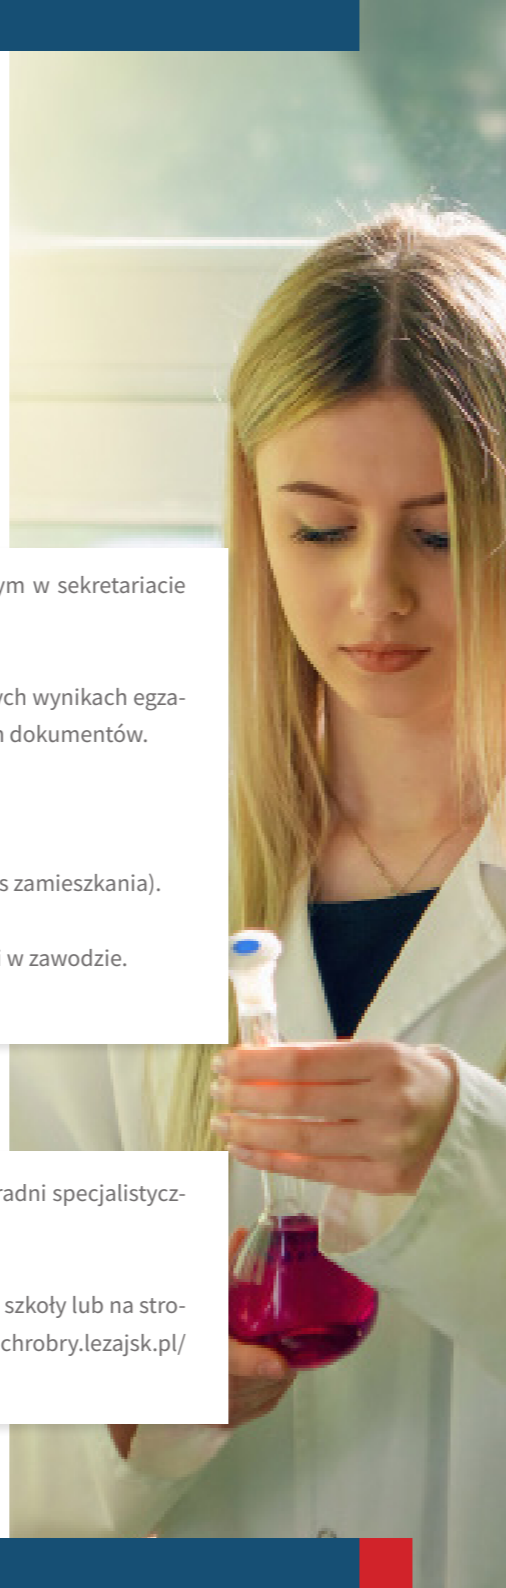 ym w sekretariacie
ych wynikach egza-
n dokumentów.
s zamieszkania).
i w zawodzie.
radni specjalistycz-
szkoły lub na stro-
chrobry.lezajsk.pl/